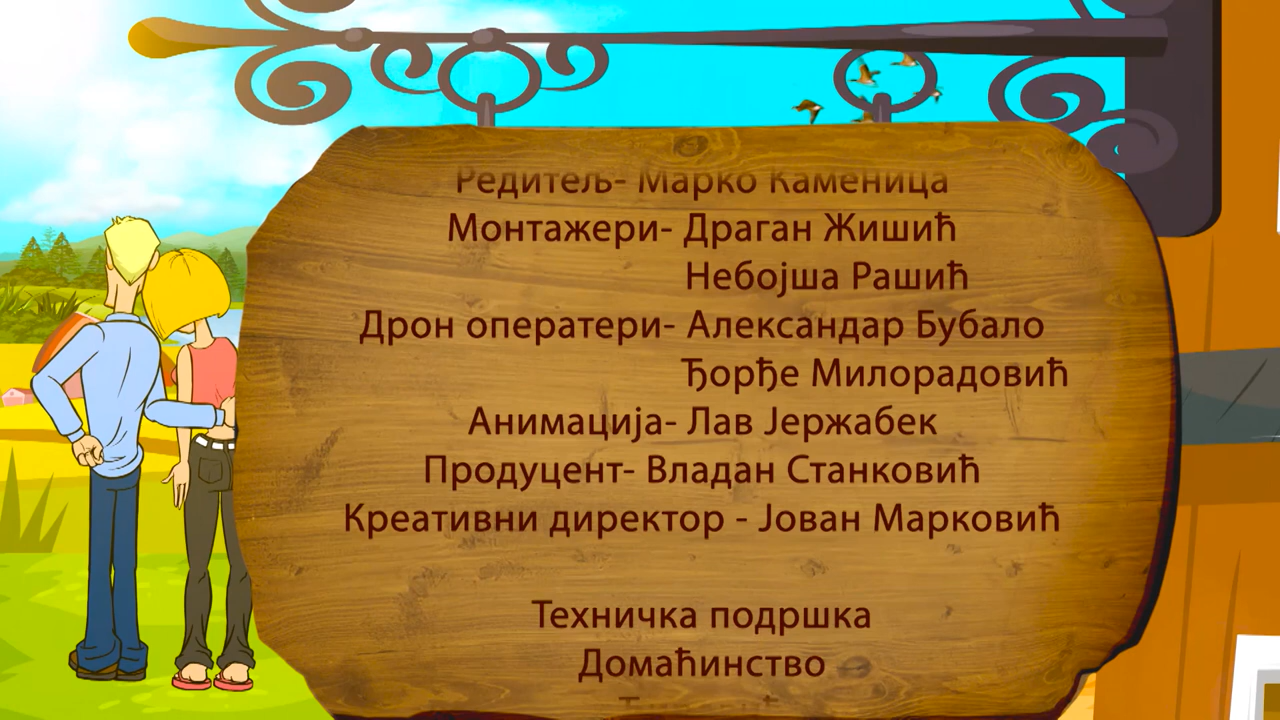 Редитељ- Марко Каменица
Монтажери- Драган Жишић
Небојша Рашић
Дрон оператери- Александар Бубало
Ђорђе Милорадовић
Анимација- Лав Јержабек
Продуцент- Владан Станковић
Креативни директор - Јован Марковић
Техничка подршка
Домаћинство